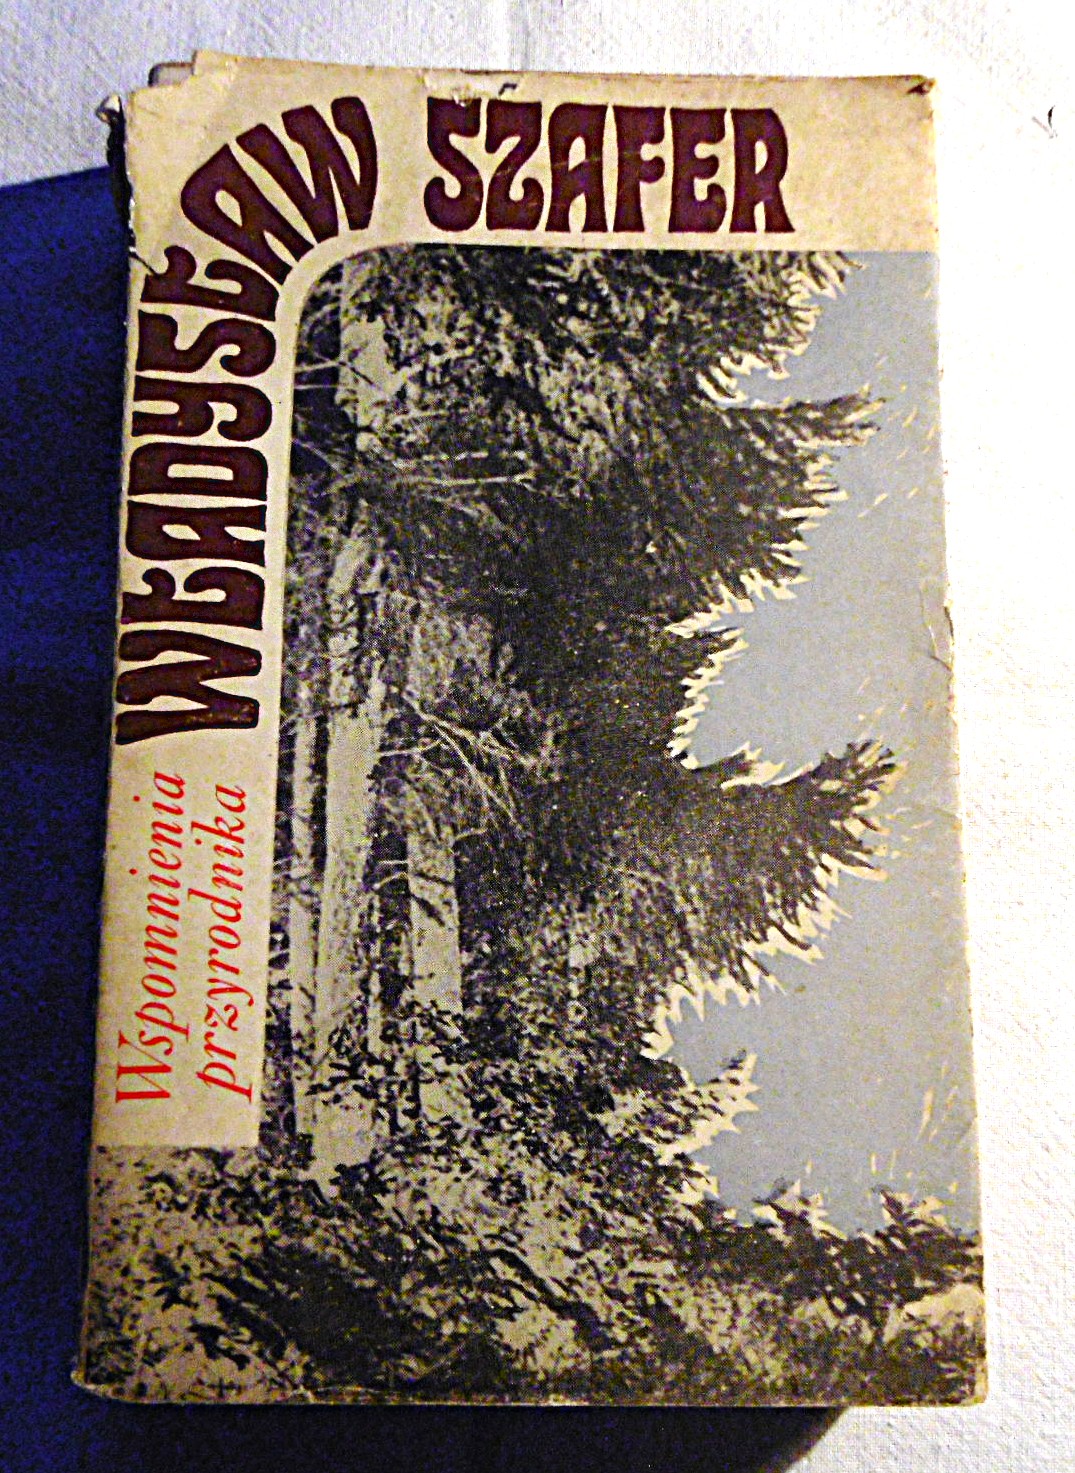 WŁADYSŁAW SZAFER
Wspomnienia
przyrodnika